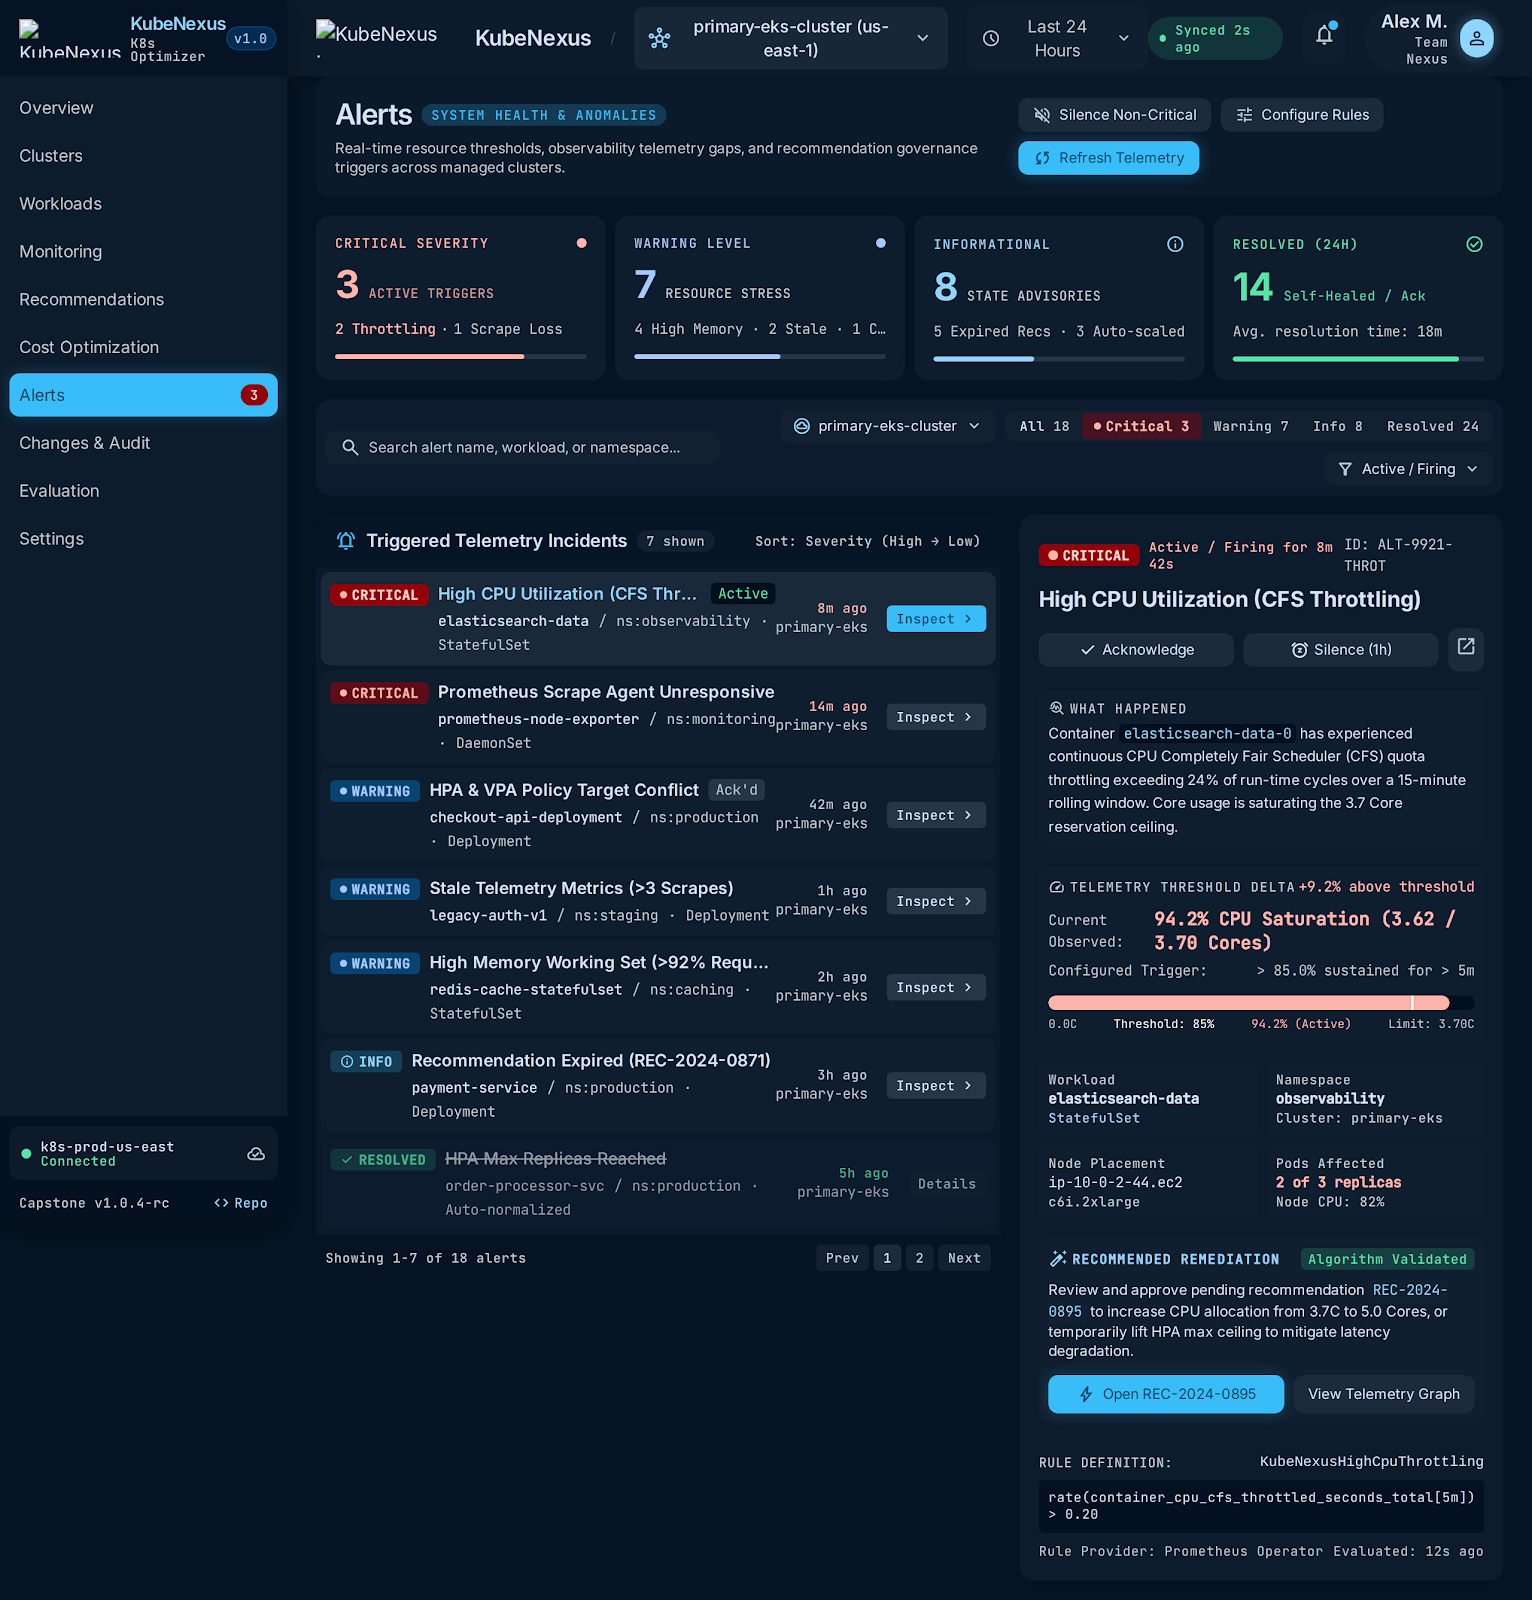 KubeNexus
KubeNexus
K8s
Optimizer
v1.0
Overview
Clusters
Workloads
Monitoring
Recommendations
Cost Optimization
Alerts
3
Changes & Audit
Evaluation
Settings
k8s-prod-us-east
Connected
Capstone v1.0.4-rc
Repo
KubeNexus
KubeNexus
/
primary-eks-cluster (us-
east-1)
Last 24
Hours
Synced 2s
ago
Alex M.
Team
Nexus
Alerts
SYSTEM HEALTH & ANOMALIES
Real-time resource thresholds, observability telemetry gaps, and recommendation governance
triggers across managed clusters.
Silence Non-Critical
Configure Rules
Refresh Telemetry
CRITICAL SEVERITY
3 ACTIVE TRIGGERS
2 Throttling · 1 Scrape Loss
WARNING LEVEL
7 RESOURCE STRESS
4 High Memory · 2 Stale · 1 C…
INFORMATIONAL
8 STATE ADVISORIES
5 Expired Recs · 3 Auto-scaled
RESOLVED (24H)
14 Self-Healed / Ack
Avg. resolution time: 18m
Search alert name, workload, or namespace...
primary-eks-cluster
All 18
Critical 3
Warning 7
Info 8
Resolved 24
Active / Firing
Triggered Telemetry Incidents
7 shown
Sort: Severity (High → Low)
CRITICAL
High CPU Utilization (CFS Thr…
Active
elasticsearch-data / ns:observability ·
StatefulSet
8m ago
primary-eks
Inspect
CRITICAL
Prometheus Scrape Agent Unresponsive
prometheus-node-exporter / ns:monitoring
· DaemonSet
14m ago
primary-eks
Inspect
WARNING
HPA & VPA Policy Target Conflict
Ack'd
checkout-api-deployment / ns:production
· Deployment
42m ago
primary-eks
Inspect
WARNING
Stale Telemetry Metrics (>3 Scrapes)
legacy-auth-v1 / ns:staging · Deployment
1h ago
primary-eks
Inspect
WARNING
High Memory Working Set (>92% Requ…
redis-cache-statefulset / ns:caching ·
StatefulSet
2h ago
primary-eks
Inspect
INFO
Recommendation Expired (REC-2024-0871)
payment-service / ns:production ·
Deployment
3h ago
primary-eks
Inspect
RESOLVED
HPA Max Replicas Reached
order-processor-svc / ns:production ·
Auto-normalized
5h ago
primary-eks
Details
Showing 1-7 of 18 alerts
Prev
1
2
Next
CRITICAL
Active / Firing for 8m
42s
ID: ALT-9921-
THROT
High CPU Utilization (CFS Throttling)
Acknowledge
Silence (1h)
WHAT HAPPENED
Container elasticsearch-data-0 has experienced
continuous CPU Completely Fair Scheduler (CFS) quota
throttling exceeding 24% of run-time cycles over a 15-minute
rolling window. Core usage is saturating the 3.7 Core
reservation ceiling.
TELEMETRY THRESHOLD DELTA
+9.2% above threshold
Current
Observed:
94.2% CPU Saturation (3.62 /
3.70 Cores)
Configured Trigger:
> 85.0% sustained for > 5m
0.0C
Threshold: 85%
94.2% (Active)
Limit: 3.70C
Workload
elasticsearch-data
StatefulSet
Namespace
observability
Cluster: primary-eks
Node Placement
ip-10-0-2-44.ec2
c6i.2xlarge
Pods Affected
2 of 3 replicas
Node CPU: 82%
RECOMMENDED REMEDIATION
Algorithm Validated
Review and approve pending recommendation REC-2024-
0895 to increase CPU allocation from 3.7C to 5.0 Cores, or
temporarily lift HPA max ceiling to mitigate latency
degradation.
Open REC-2024-0895
View Telemetry Graph
RULE DEFINITION:
KubeNexusHighCpuThrottling
rate(container_cpu_cfs_throttled_seconds_total[5m])
> 0.20
Rule Provider: Prometheus Operator
Evaluated: 12s ago